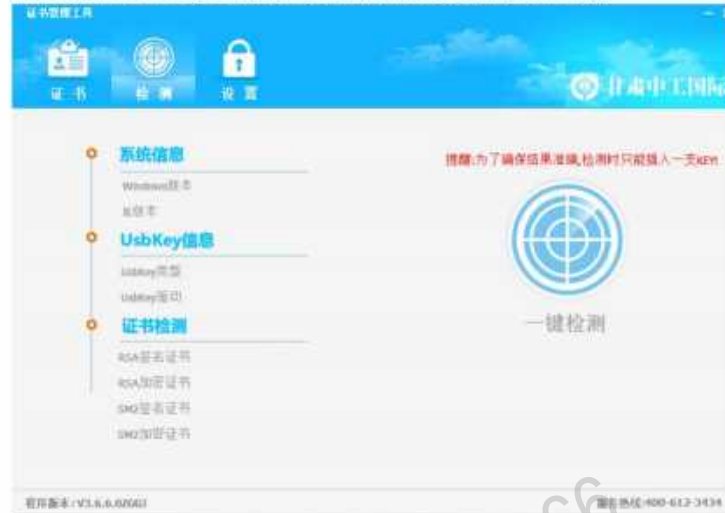 证书管理工具
证书
检测
设置
甘肃中工国际
系统信息
Windows版本
IE版本
UsbKey信息
UsbKey类型
UsbKey驱动
证书检测
RSA签名证书
RSA加密证书
SM2签名证书
SM2加密证书
提醒:为了确保结果准确,检测时只能插入一支KEY!
一键检测
程序版本:
服务热线:400-612-3434